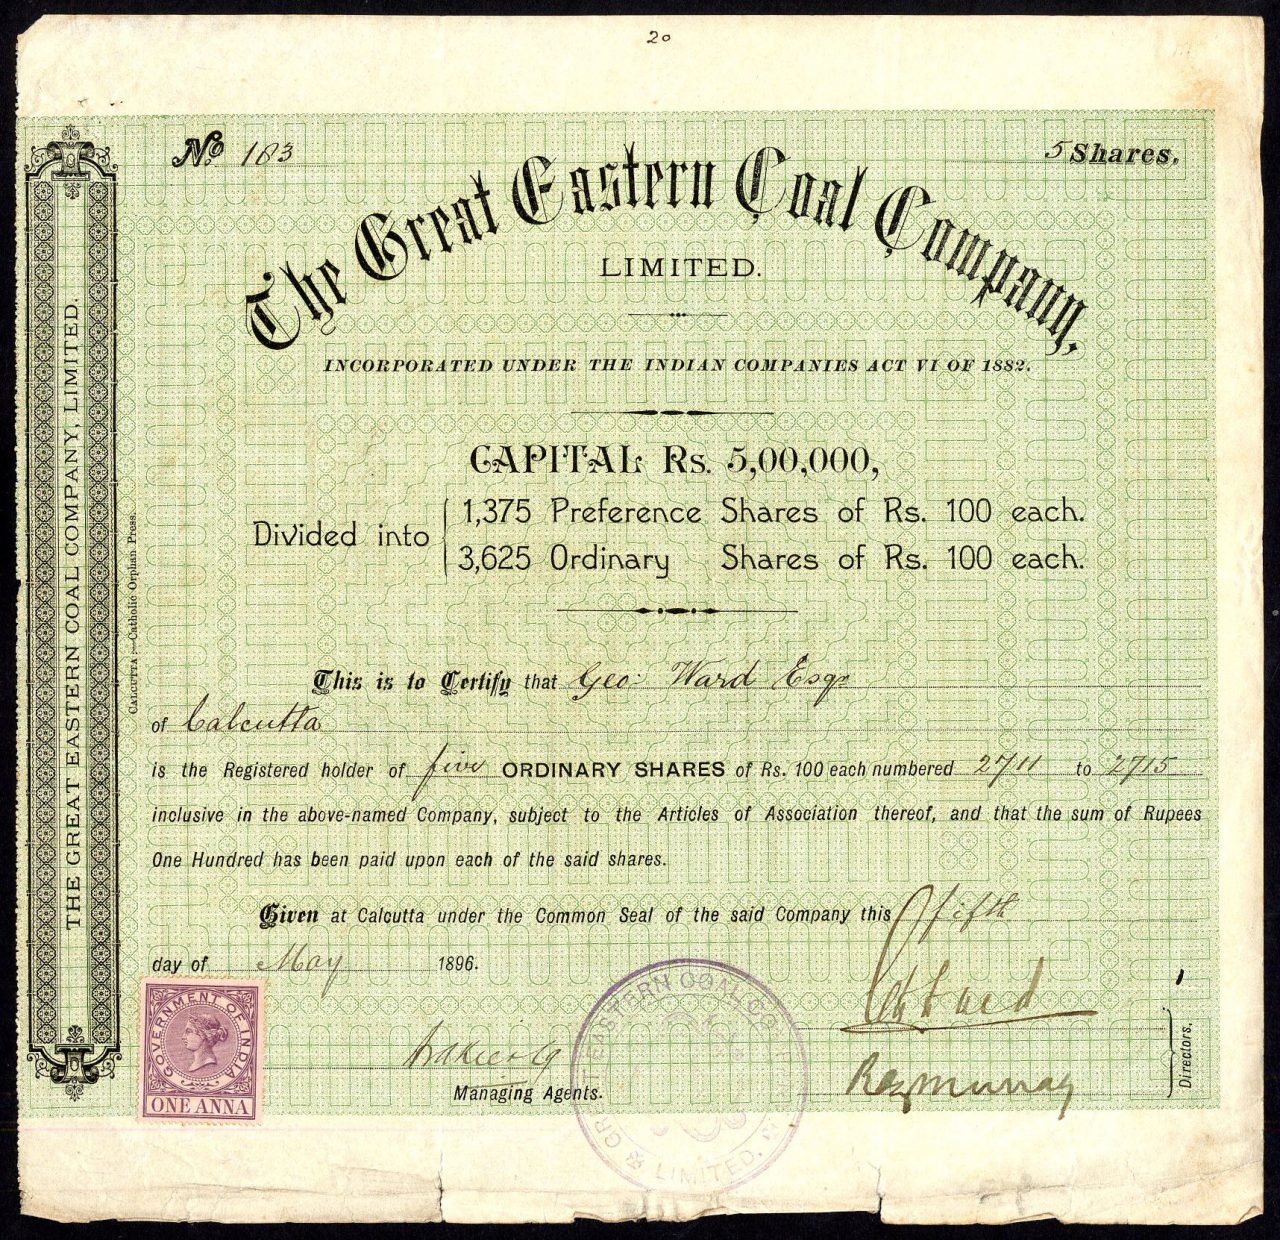 20
No. 183
5 Shares.
The Great Eastern Coal Company,
LIMITED.
INCORPORATED UNDER THE INDIAN COMPANIES ACT VI OF 1882.
CAPITAL Rs. 5,00,000,
Divided into
1,375 Preference Shares of Rs. 100 each.
3,625 Ordinary Shares of Rs. 100 each.
This is to Certify that Geo: Ward Esqr
of Calcutta
is the Registered holder of five ORDINARY SHARES of Rs. 100 each numbered 2711 to 2715
inclusive in the above-named Company, subject to the Articles of Association thereof, and that the sum of Rupees
One Hundred has been paid upon each of the said shares.
Given at Calcutta under the Common Seal of the said Company this fifth
day of May 1896.
Managing Agents.
Murray
Directors.
THE GREAT EASTERN COAL COMPANY, LIMITED.
CALCUTTA :—Catholic Orphan Press.
GOVERNMENT OF INDIA
ONE ANNA
GREAT EASTERN COAL CO
LIMITED.